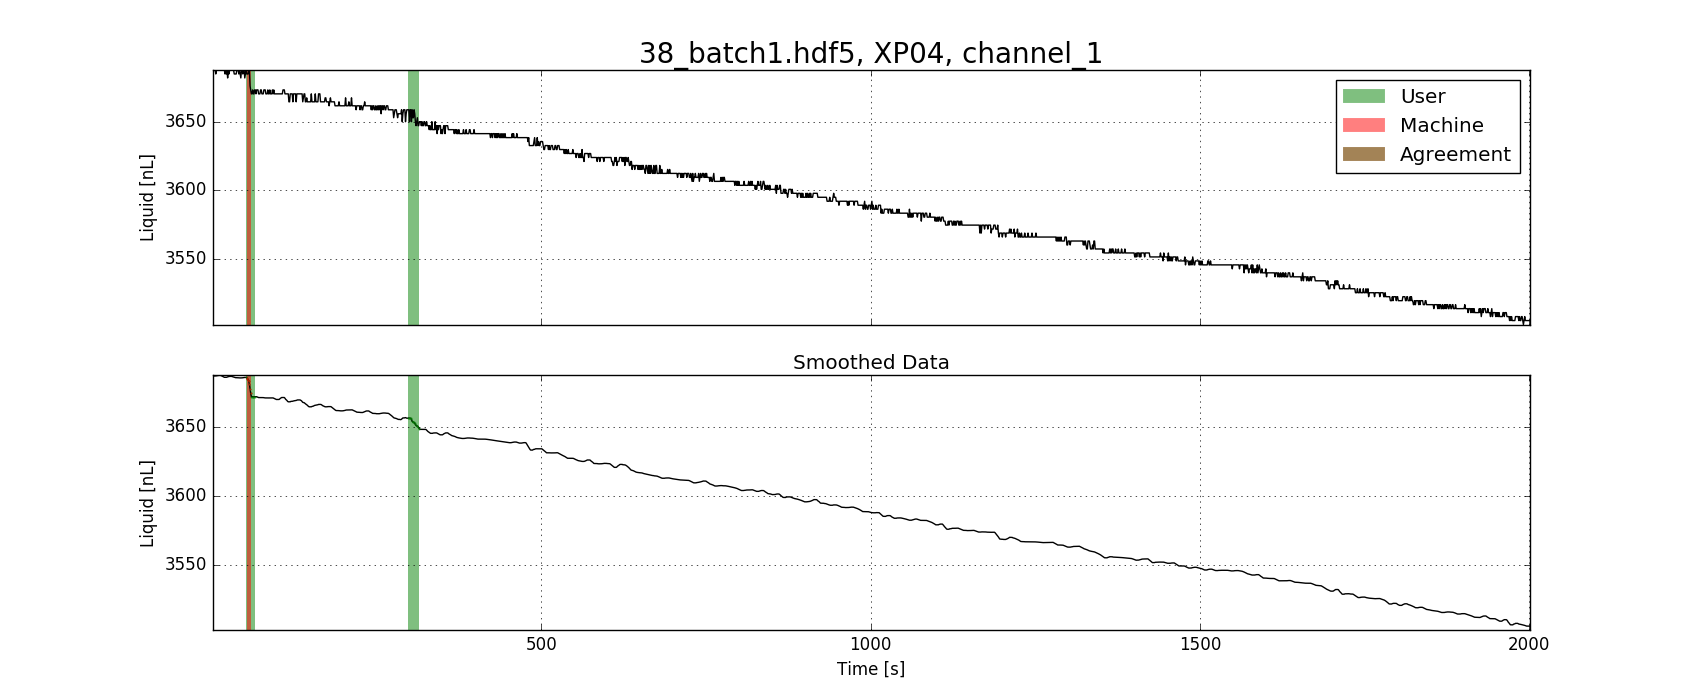 38_batch1.hdf5, XP04, channel_1
3650
3600
3550
Liquid [nL]
User
Machine
Agreement
Smoothed Data
3650
3600
3550
Liquid [nL]
500
1000
1500
2000
Time [s]